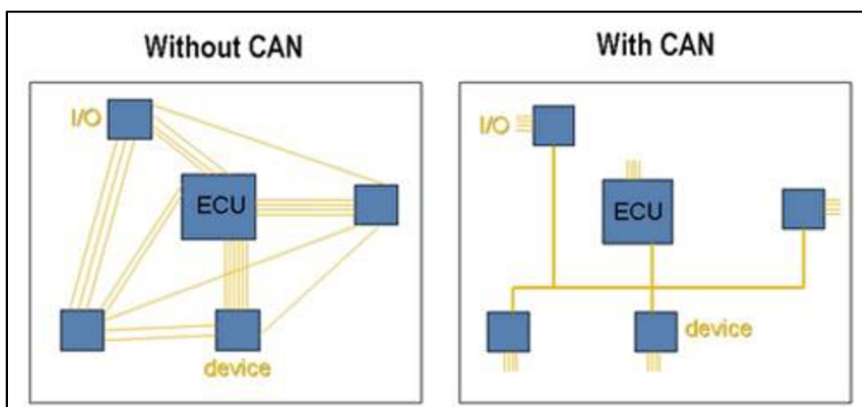 Without CAN
I/O
ECU
device
With CAN
I/O
ECU
device